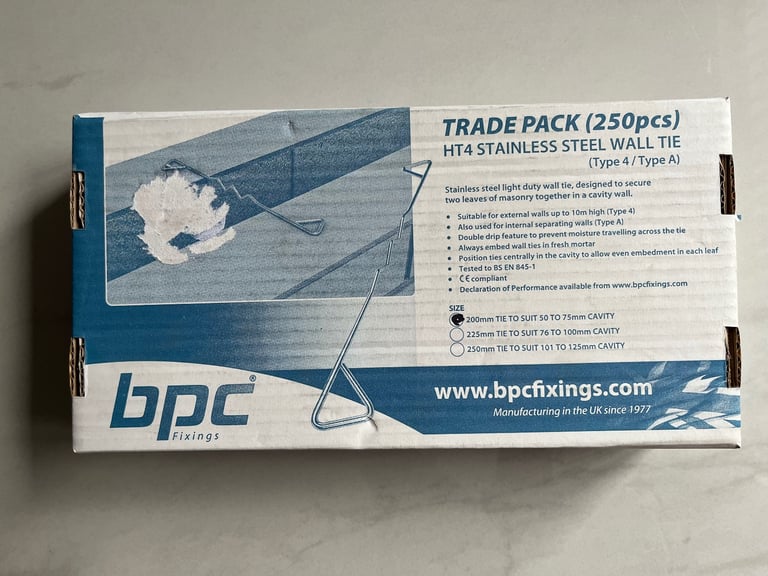 TRADE PACK (250pcs)
HT4 STAINLESS STEEL WALL TIE
(Type 4 / Type A)
Stainless steel light duty wall tie, designed to secure
two leaves of masonry together in a cavity wall.
• Suitable for external walls up to 10m high (Type 4)
• Also used for internal separating walls (Type A)
• Double drip feature to prevent moisture travelling across the tie
• Always embed wall ties in fresh mortar
• Position ties centrally in the cavity to allow even embedment in each leaf
• Tested to BS EN 845-1
• CE compliant
• Declaration of Performance available from www.bpcfixings.com
SIZE
200mm TIE TO SUIT 50 TO 75mm CAVITY
225mm TIE TO SUIT 76 TO 100mm CAVITY
250mm TIE TO SUIT 101 TO 125mm CAVITY
bpc®
Fixings
www.bpcfixings.com
Manufacturing in the UK since 1977